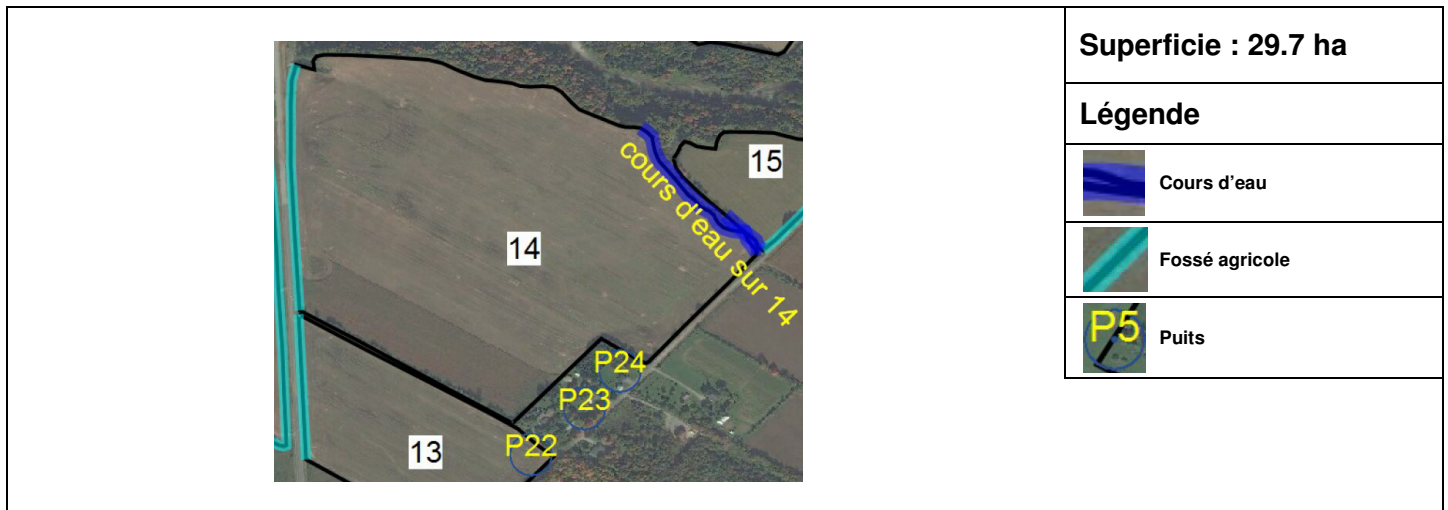 Superficie : 29.7 ha
Légende
Cours d'eau
Fossé agricole
P5
Puits
15
cours d'eau sur 14
14
P24
P23
P22
13